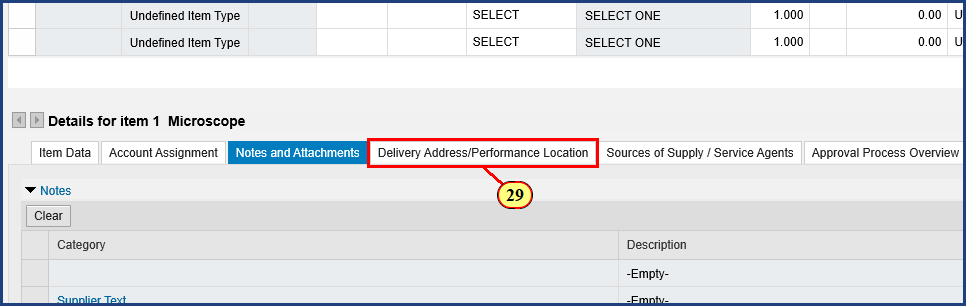 Undefined Item Type SELECT SELECT ONE 1.000 0.00 U
Undefined Item Type SELECT SELECT ONE 1.000 0.00 U
Details for item 1 Microscope
Item Data Account Assignment Notes and Attachments Delivery Address/Performance Location Sources of Supply / Service Agents Approval Process Overview
29
Notes
Clear
Category Description
-Empty-
Supplier Text -Empty-